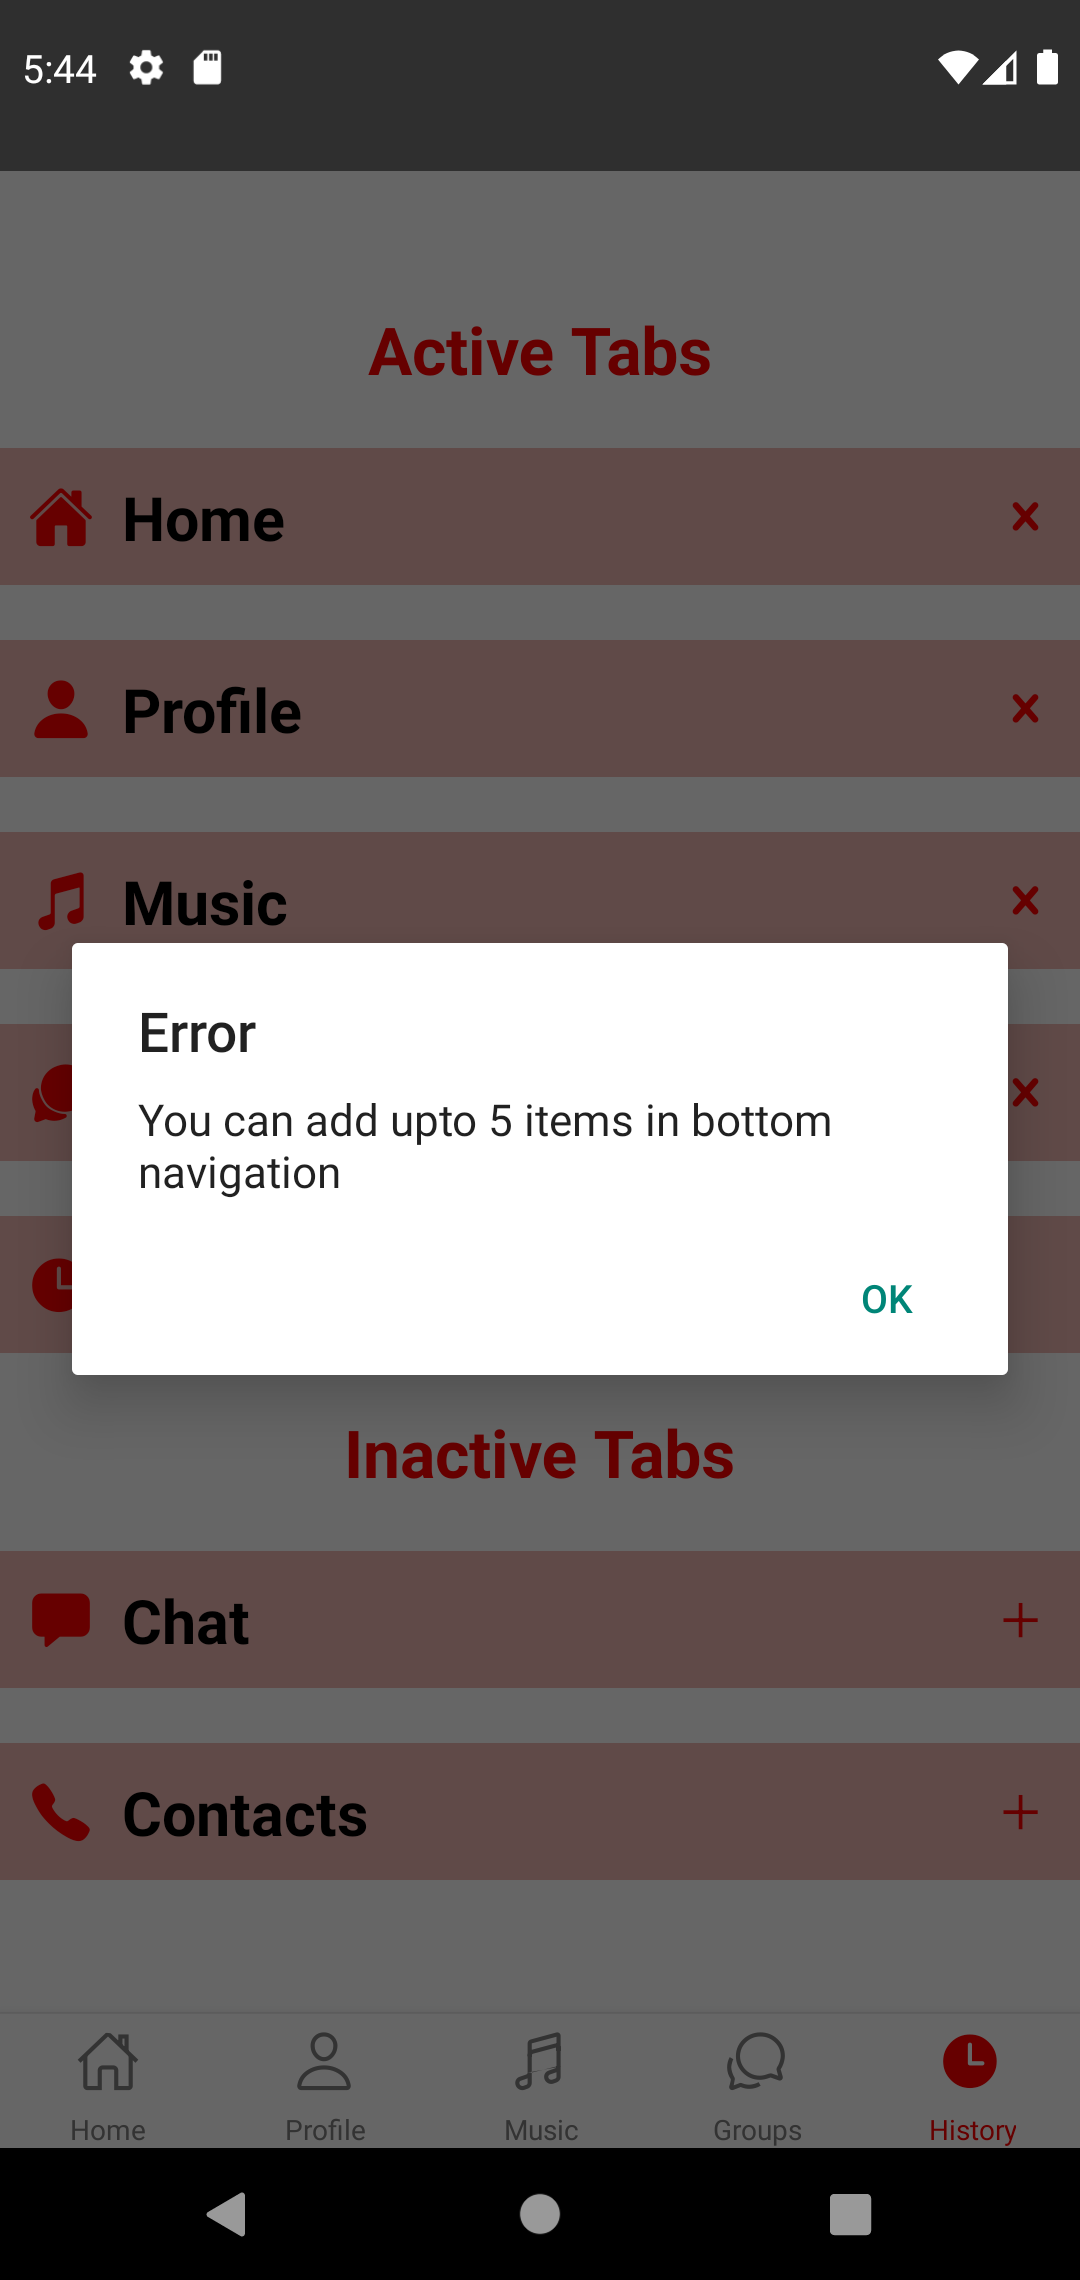 5:44
Active Tabs
Home
Profile
Music
Error
You can add upto 5 items in bottom
navigation
OK
Inactive Tabs
Chat
Contacts
Home
Profile
Music
Groups
History